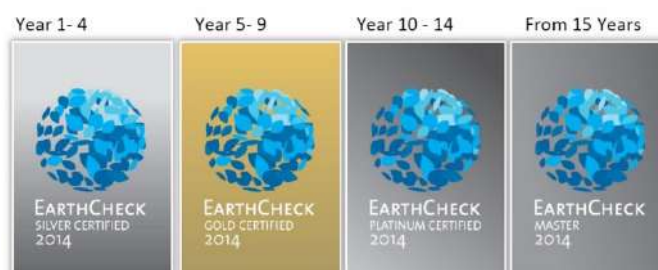 Year 1- 4
Year 5- 9
Year 10 - 14
From 15 Years
EARTHCHECK
SILVER CERTIFIED
2014
EARTHCHECK
GOLD CERTIFIED
2014
EARTHCHECK
PLATINUM CERTIFIED
2014
EARTHCHECK
MASTER
2014